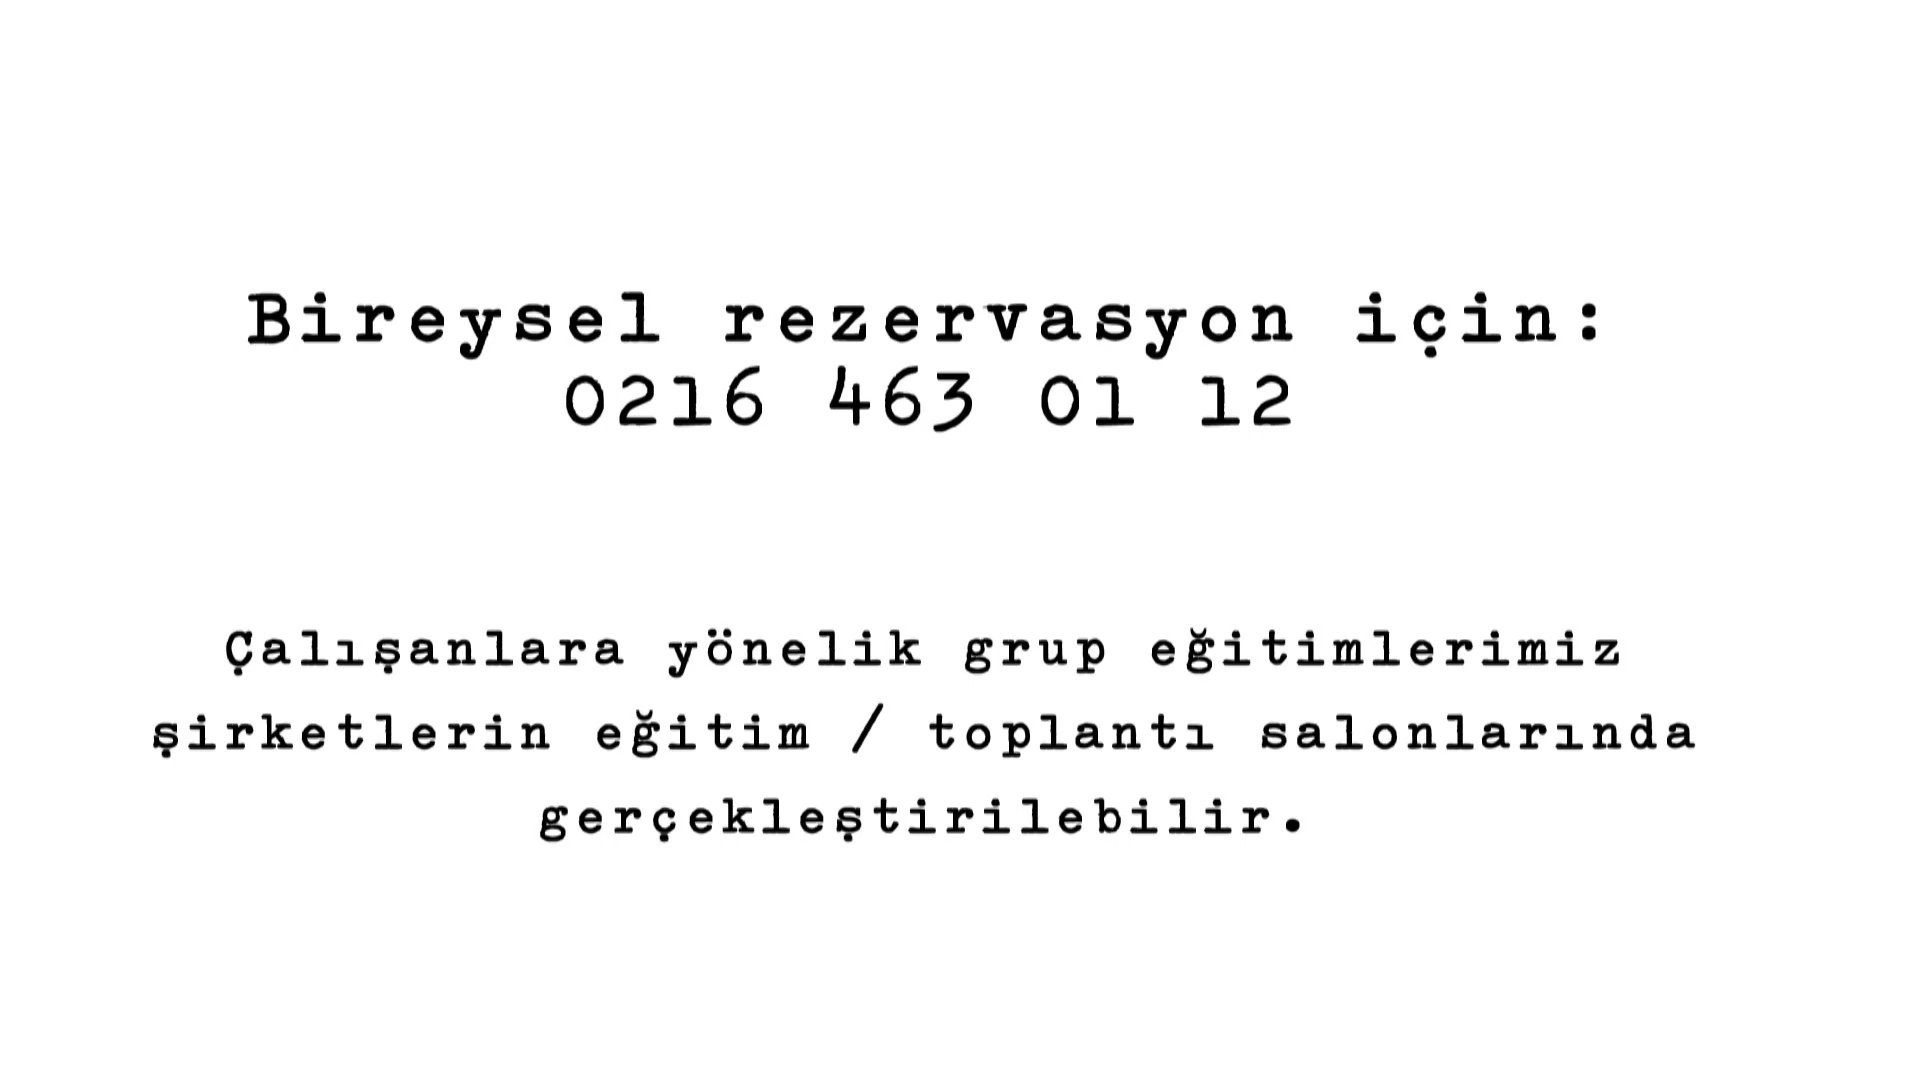 Bireysel rezervasyon için:
0216 463 01 12
Çalışanlara yönelik grup eğitimlerimiz
şirketlerin eğitim / toplantı salonlarında
gerçekleştirilebilir.